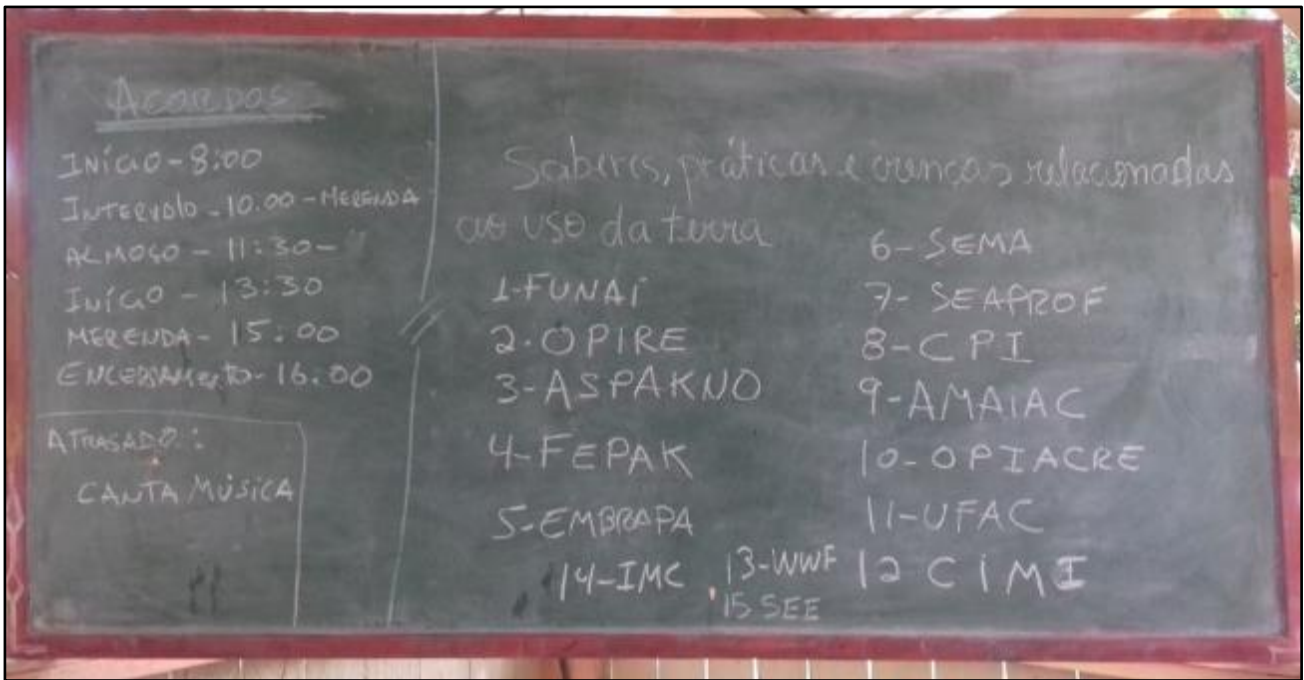 ACORDOS
INÍCIO - 8:00
INTERVALO - 10.00 - MERENDA
ALMOÇO - 11:30 -
INÍCIO - 13:30
MERENDA - 15:00
ENCERRAMENTO - 16.00
ATRASADO:
CANTA MÚSICA
Saberes, práticas e crenças relacionadas
ao uso da terra
1-FUNAI
2-OPIRE
3-ASPAKNO
4-FEPAK
5-EMBRAPA
6-SEMA
7-SEAPROF
8-CPI
9-AMAIAC
10-OPIACRE
11-UFAC
12 CIMI
13-WWF
14-IMC
15 SEE